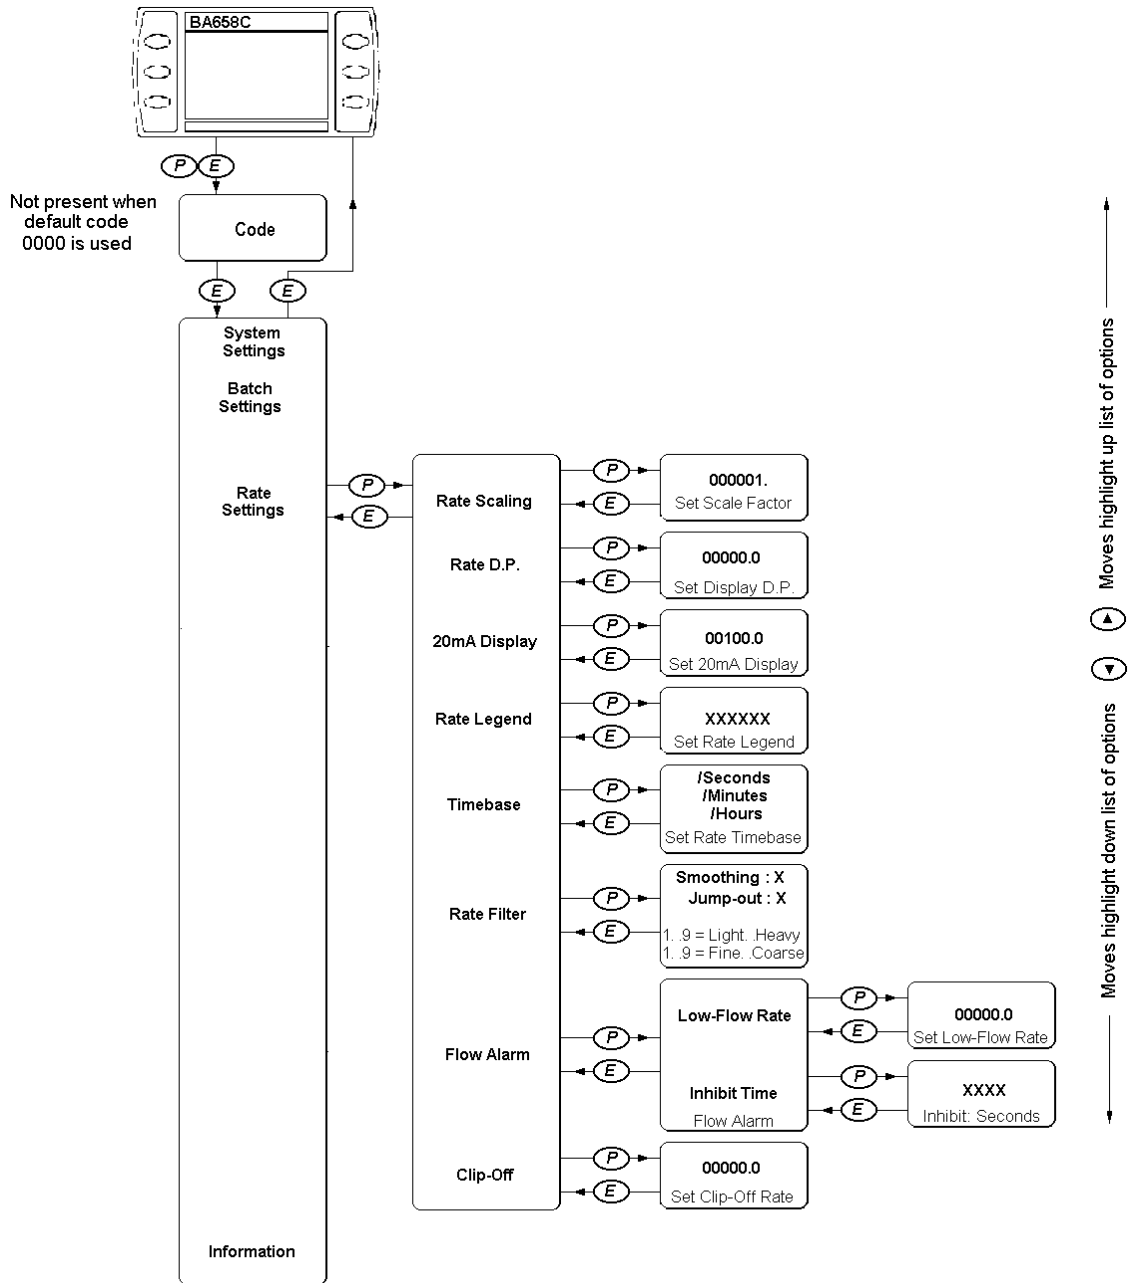 BA658C
P E
Not present when
default code
0000 is used
Code
E E
System
Settings
Batch
Settings
Rate
Settings
P
E
Rate Scaling
P
E
000001.
Set Scale Factor
Rate D.P.
P
E
00000.0
Set Display D.P.
20mA Display
P
E
00100.0
Set 20mA Display
Rate Legend
P
E
XXXXXX
Set Rate Legend
Timebase
P
E
/Seconds
/Minutes
/Hours
Set Rate Timebase
Rate Filter
P
E
Smoothing : X
Jump-out : X
1. .9 = Light. .Heavy
1. .9 = Fine. .Coarse
Flow Alarm
P
E
Low-Flow Rate
P
E
00000.0
Set Low-Flow Rate
Inhibit Time
Flow Alarm
P
E
XXXX
Inhibit: Seconds
Clip-Off
P
E
00000.0
Set Clip-Off Rate
Information
Moves highlight up list of options
Moves highlight down list of options